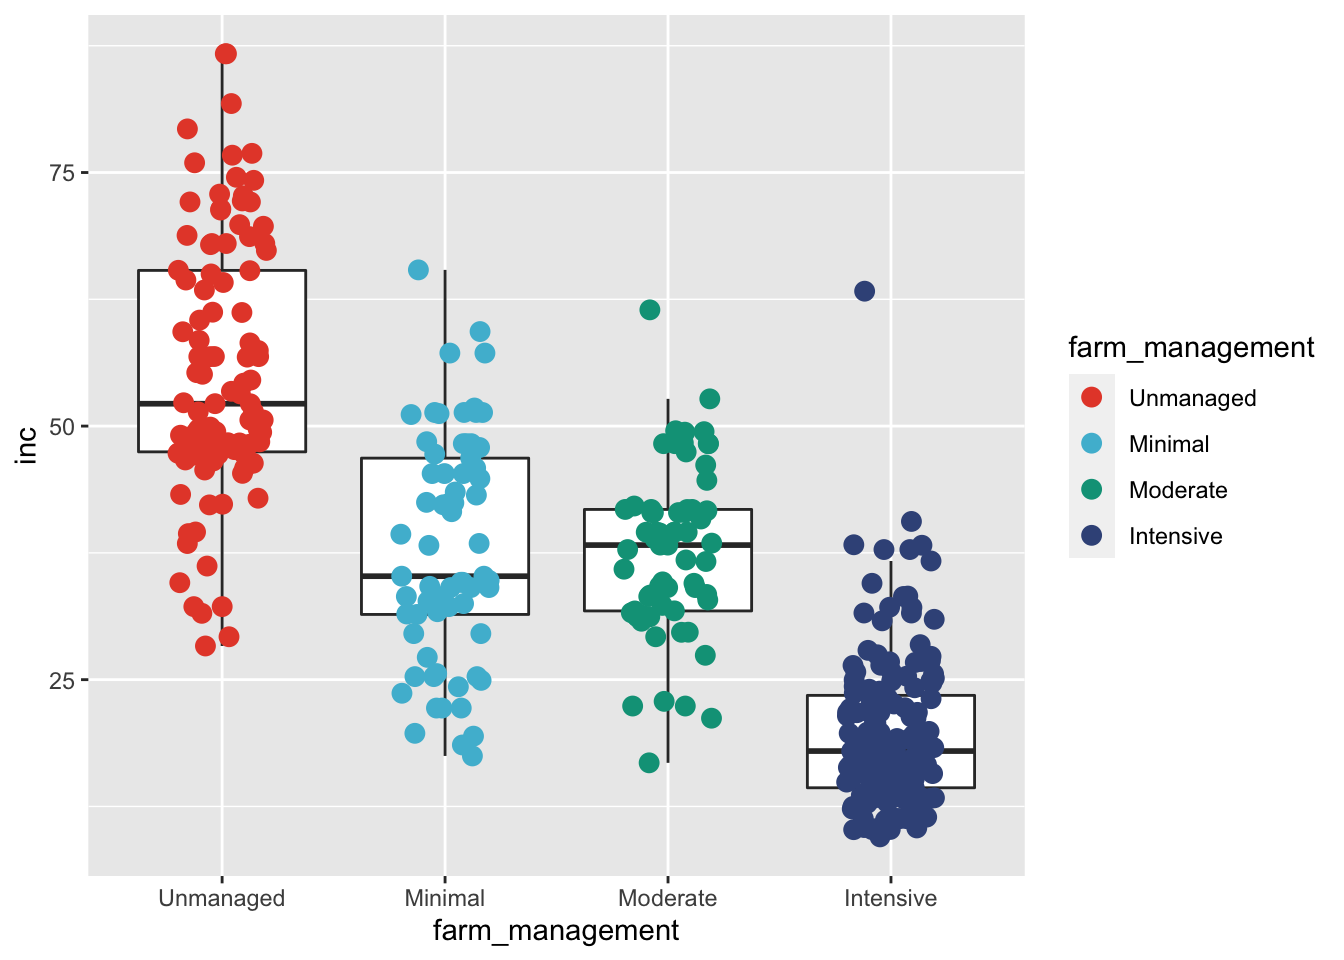 75
50
25
inc
Unmanaged
Minimal
Moderate
Intensive
farm_management
farm_management
Unmanaged
Minimal
Moderate
Intensive